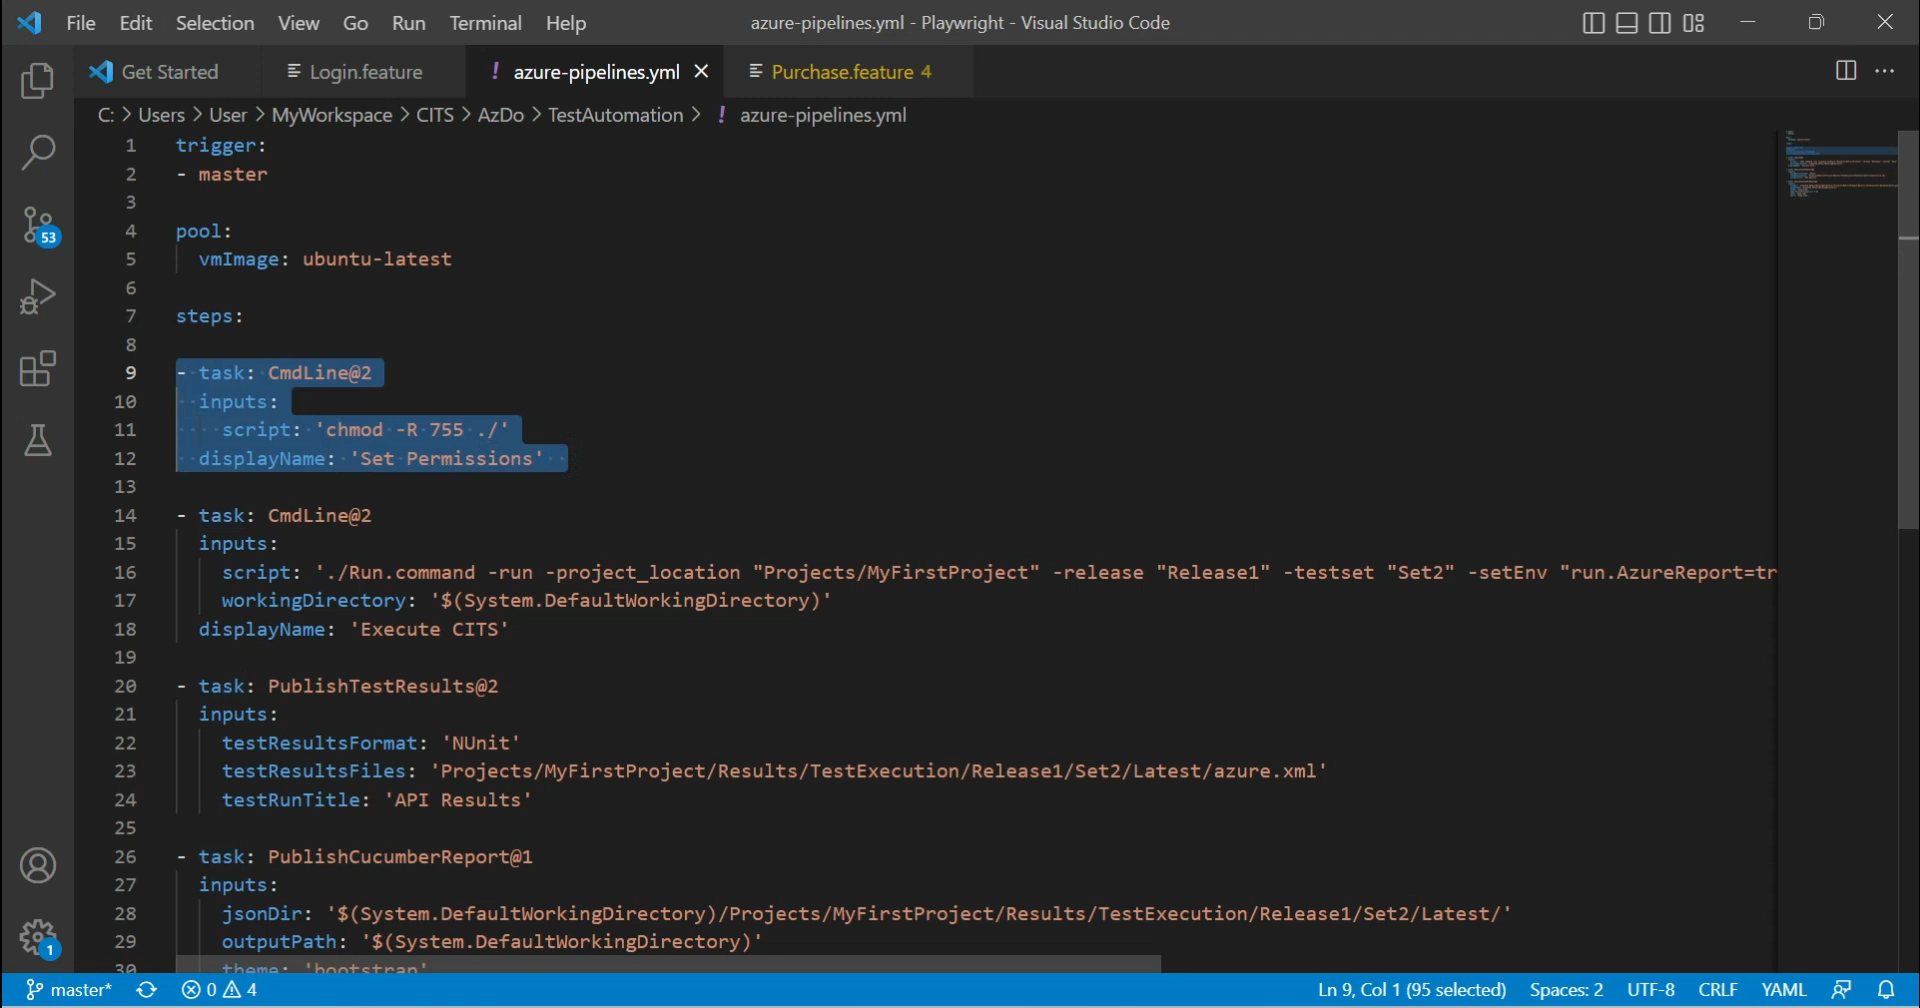 File Edit Selection View Go Run Terminal Help azure-pipelines.yml - Playwright - Visual Studio Code
Get Started Login.feature ! azure-pipelines.yml Purchase.feature 4
C: > Users > User > MyWorkspace > CITS > AzDo > TestAutomation > ! azure-pipelines.yml
1 trigger:
2 - master
3
4 pool:
5 vmImage: ubuntu-latest
6
7 steps:
8
9 - task: CmdLine@2
10 inputs:
11 script: 'chmod -R 755 ./'
12 displayName: 'Set Permissions'
13
14 - task: CmdLine@2
15 inputs:
16 script: './Run.command -run -project_location "Projects/MyFirstProject" -release "Release1" -testset "Set2" -setEnv "run.AzureReport=tr
17 workingDirectory: '$(System.DefaultWorkingDirectory)'
18 displayName: 'Execute CITS'
19
20 - task: PublishTestResults@2
21 inputs:
22 testResultsFormat: 'NUnit'
23 testResultsFiles: 'Projects/MyFirstProject/Results/TestExecution/Release1/Set2/Latest/azure.xml'
24 testRunTitle: 'API Results'
25
26 - task: PublishCucumberReport@1
27 inputs:
28 jsonDir: '$(System.DefaultWorkingDirectory)/Projects/MyFirstProject/Results/TestExecution/Release1/Set2/Latest/'
29 outputPath: '$(System.DefaultWorkingDirectory)'
30 theme: 'bootstrap'
53
1
master* 0 4 Ln 9, Col 1 (95 selected) Spaces: 2 UTF-8 CRLF YAML